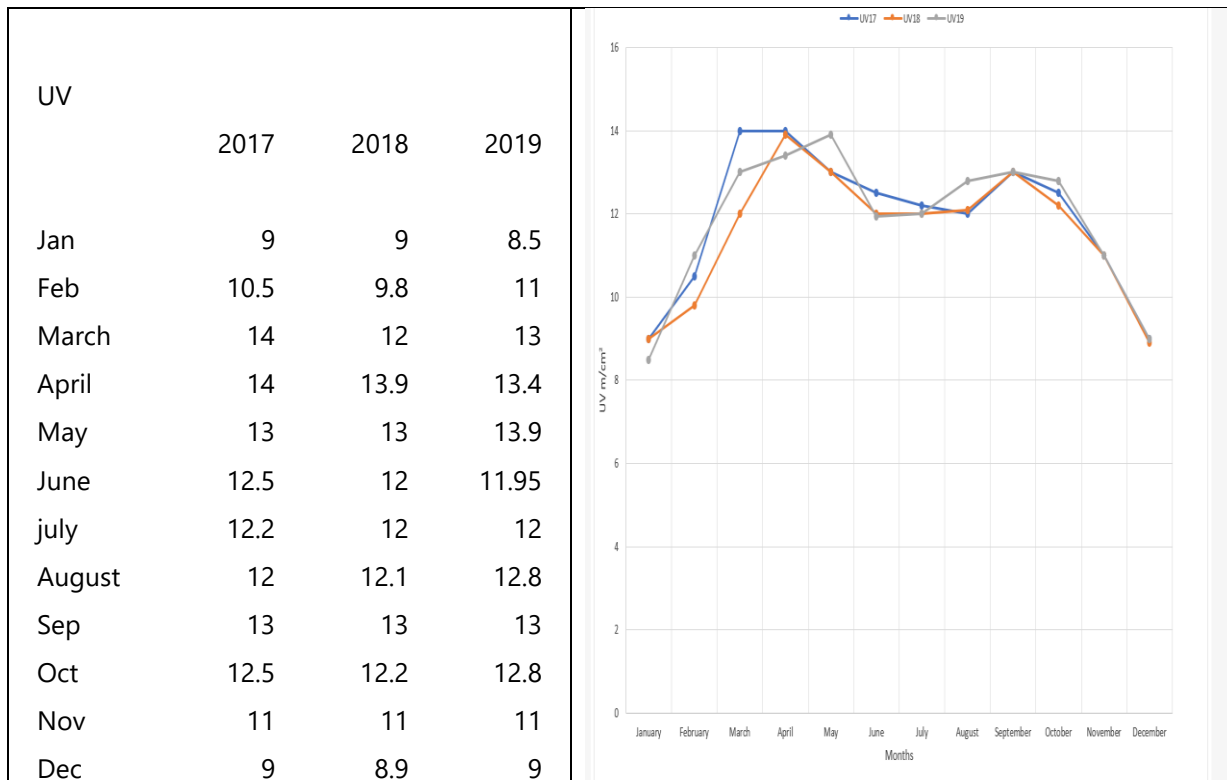 UV
2017 2018 2019
Jan 9 9 8.5
Feb 10.5 9.8 11
March 14 12 13
April 14 13.9 13.4
May 13 13 13.9
June 12.5 12 11.95
july 12.2 12 12
August 12 12.1 12.8
Sep 13 13 13
Oct 12.5 12.2 12.8
Nov 11 11 11
Dec 9 8.9 9
UV17 UV18 UV19
16
14
12
10
8
6
4
2
0
UV m/cm²
January February March April May June July August September October November December
Months